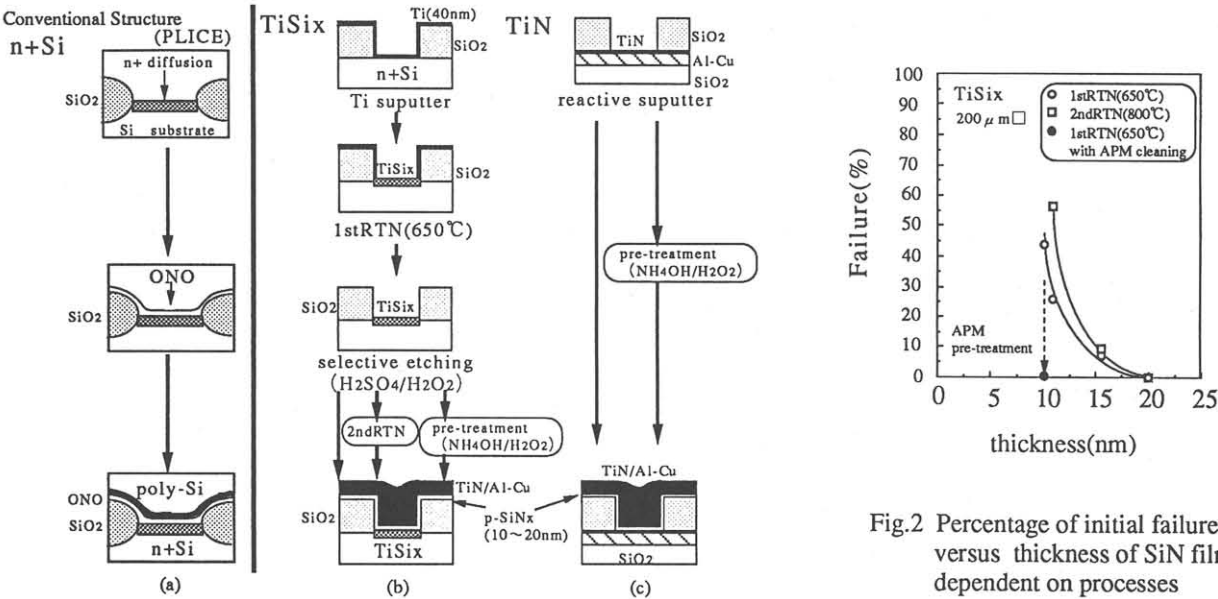 Conventional Structure
n+Si
(PLICE)
n+ diffusion
SiO2
Si substrate
ONO
SiO2
poly-Si
ONO
SiO2
n+Si
(a)
TiSix
Ti(40nm)
SiO2
n+Si
Ti suputter
TiSix
SiO2
1stRTN(650℃)
SiO2
TiSix
selective etching
(H2SO4/H2O2)
2ndRTN
pre-treatment
(NH4OH/H2O2)
TiN/Al-Cu
SiO2
p-SiNx
(10～20nm)
TiSix
(b)
TiN
TiN
SiO2
Al-Cu
SiO2
reactive suputter
pre-treatment
(NH4OH/H2O2)
TiN/Al-Cu
SiO2
(c)
100
90
80
70
60
50
40
30
20
10
0
Failure(%)
TiSix
200μm□
1stRTN(650℃)
2ndRTN(800℃)
1stRTN(650℃)
with APM cleaning
APM
pre-treatment
0 5 10 15 20 25
thickness(nm)
Fig.2 Percentage of initial failure
versus thickness of SiN film
dependent on processes